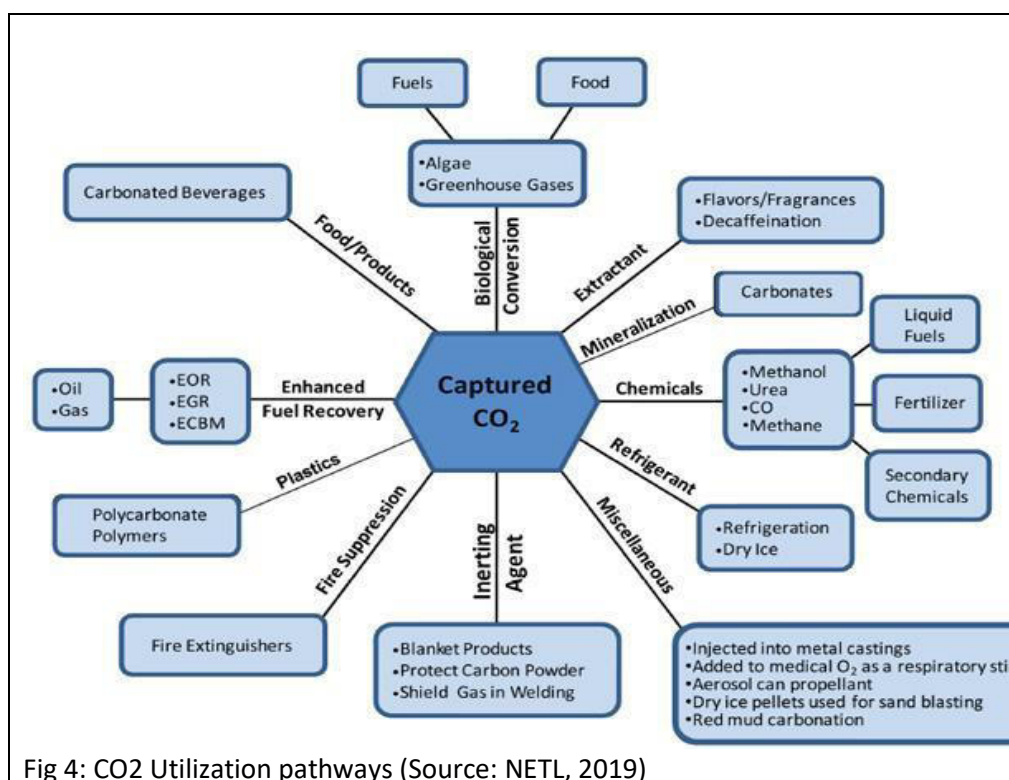 Fuels
Food
•Algae
•Greenhouse Gases
Carbonated Beverages
•Flavors/Fragrances
•Decaffeination
Food/Products
Biological
Conversion
Extractant
Mineralization
Carbonates
Liquid
Fuels
•Oil
•Gas
•EOR
•EGR
•ECBM
Enhanced
Fuel Recovery
Captured
CO₂
Chemicals
•Methanol
•Urea
•CO
•Methane
Fertilizer
Secondary
Chemicals
Plastics
Polycarbonate
Polymers
Refrigerant
•Refrigeration
•Dry Ice
Fire Suppression
Fire Extinguishers
Inerting
Agent
•Blanket Products
•Protect Carbon Powder
•Shield Gas in Welding
Miscellaneous
•Injected into metal castings
•Added to medical O₂ as a respiratory sti
•Aerosol can propellant
•Dry ice pellets used for sand blasting
•Red mud carbonation
Fig 4: CO2 Utilization pathways (Source: NETL, 2019)